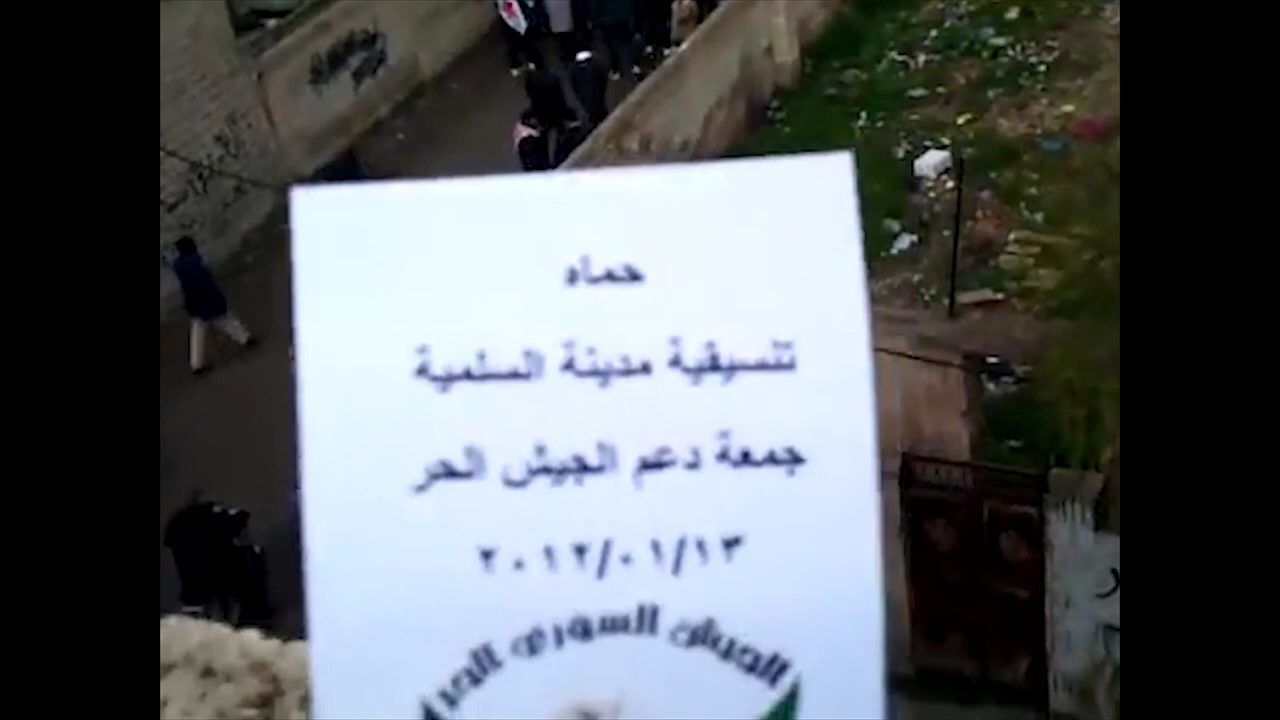 حماه
تنسيقية مدينة السلمية
جمعة دعم الجيش الحر
٢٠١٢/٠١/١٣
الجيش السوري الحر